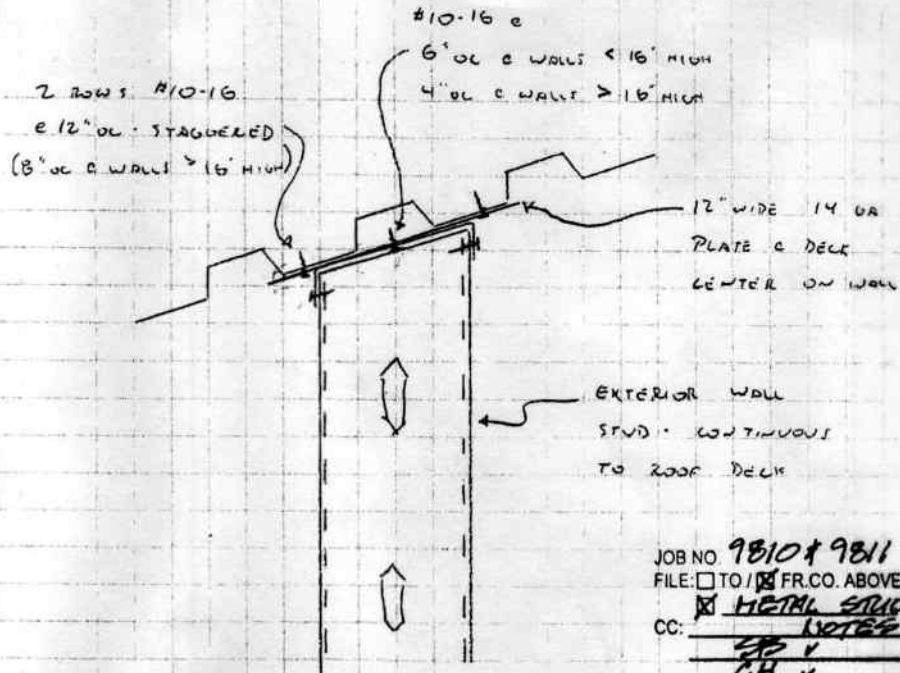 #10-16 @
6" OC @ WALLS < 16' HIGH
4" OC @ WALLS > 16' HIGH
2 ROWS #10-16
@ 12" OC - STAGGERED
(8" OC @ WALLS > 16' HIGH)
12" WIDE 14 GA
PLATE @ DECK
CENTER ON WALL
EXTERIOR WALL
STUD - CONTINUOUS
TO ROOF DECK
JOB NO. 9810 & 9811
FILE: TO / FR.CO. ABOVE
METAL STUD
NOTES
CC: